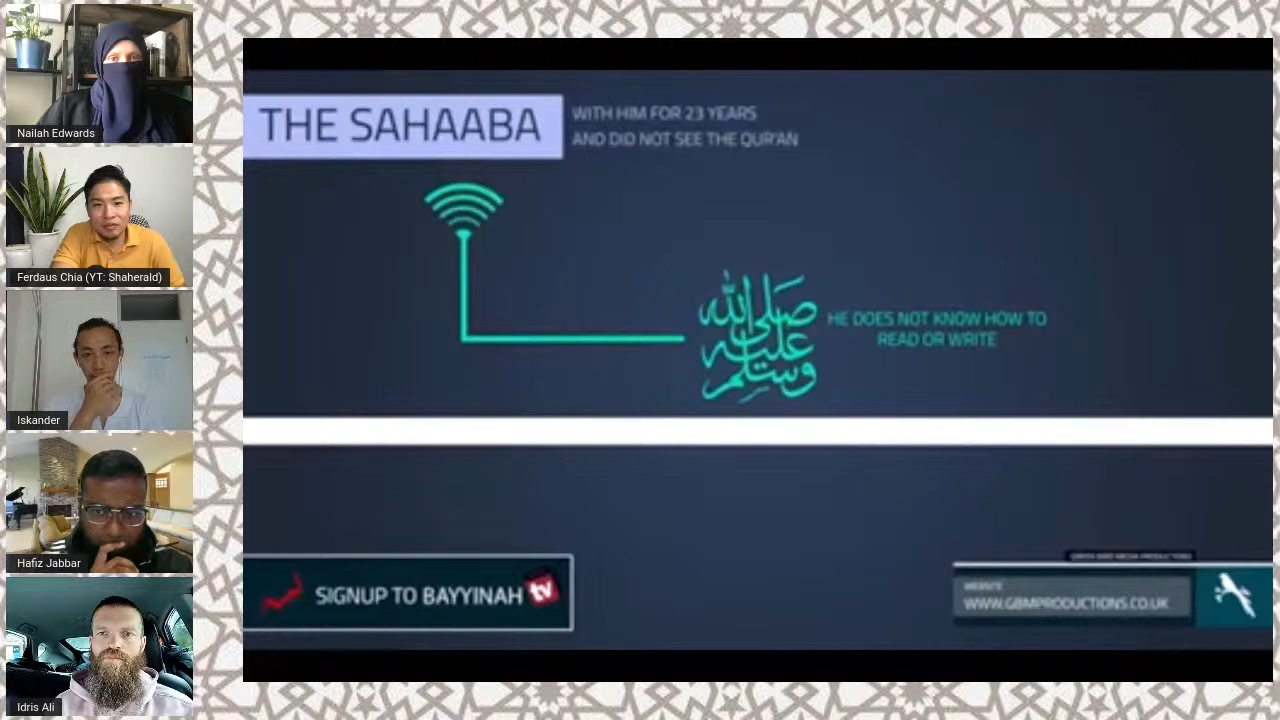 Nailah Edwards
Ferdaus Chia (YT: Shaherald)
Iskander
Hafiz Jabbar
Idris Ali
THE SAHAABA
WITH HIM FOR 23 YEARS
AND DID NOT SEE THE QUR'AN
صلى الله عليه وسلم
HE DOES NOT KNOW HOW TO
READ OR WRITE
SIGNUP TO BAYYINAH tv
WEBSITE
WWW.GBMPRODUCTIONS.CO.UK